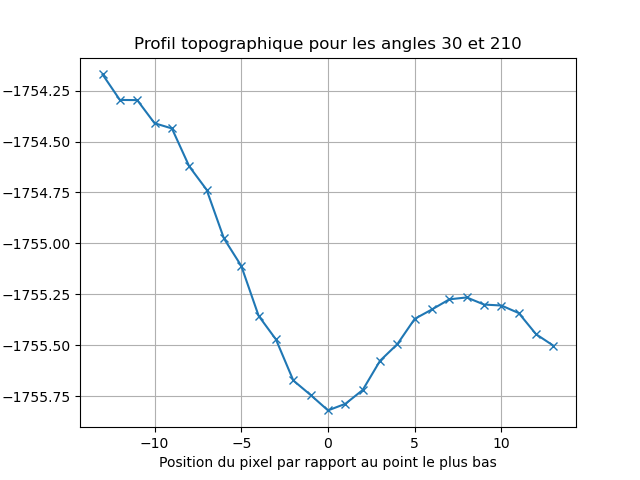 Profil topographique pour les angles 30 et 210
−1754.25
−1754.50
−1754.75
−1755.00
−1755.25
−1755.50
−1755.75
−10 −5 0 5 10
Position du pixel par rapport au point le plus bas